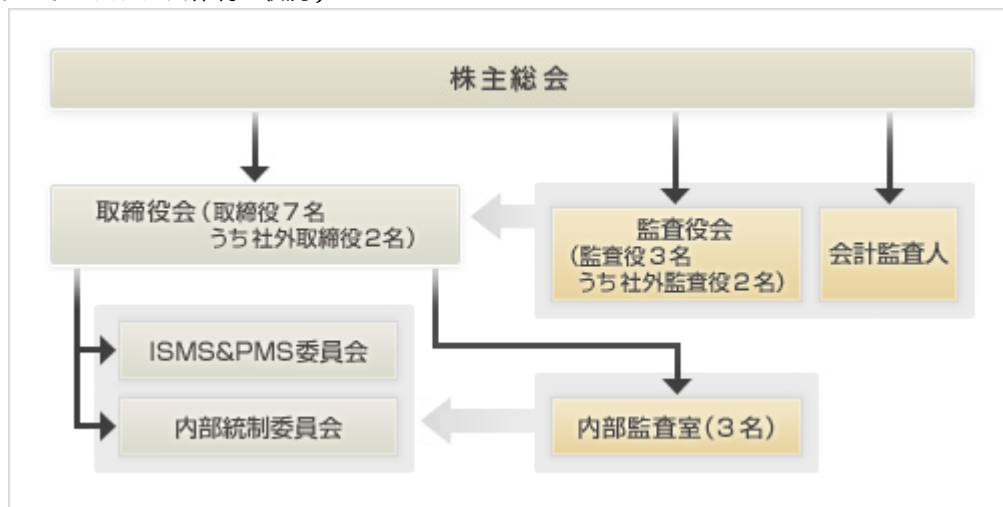 株主総会
取締役会(取締役7名
うち社外取締役2名)
監査役会
(監査役3名
うち社外監査役2名)
会計監査人
ISMS&PMS委員会
内部統制委員会
内部監査室(3名)